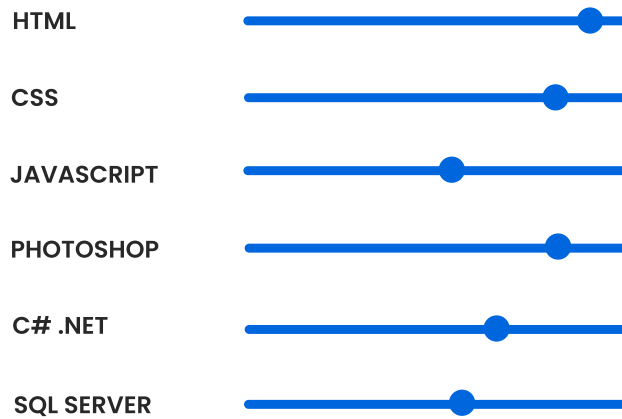 HTML
CSS
JAVASCRIPT
PHOTOSHOP
C# .NET
SQL SERVER